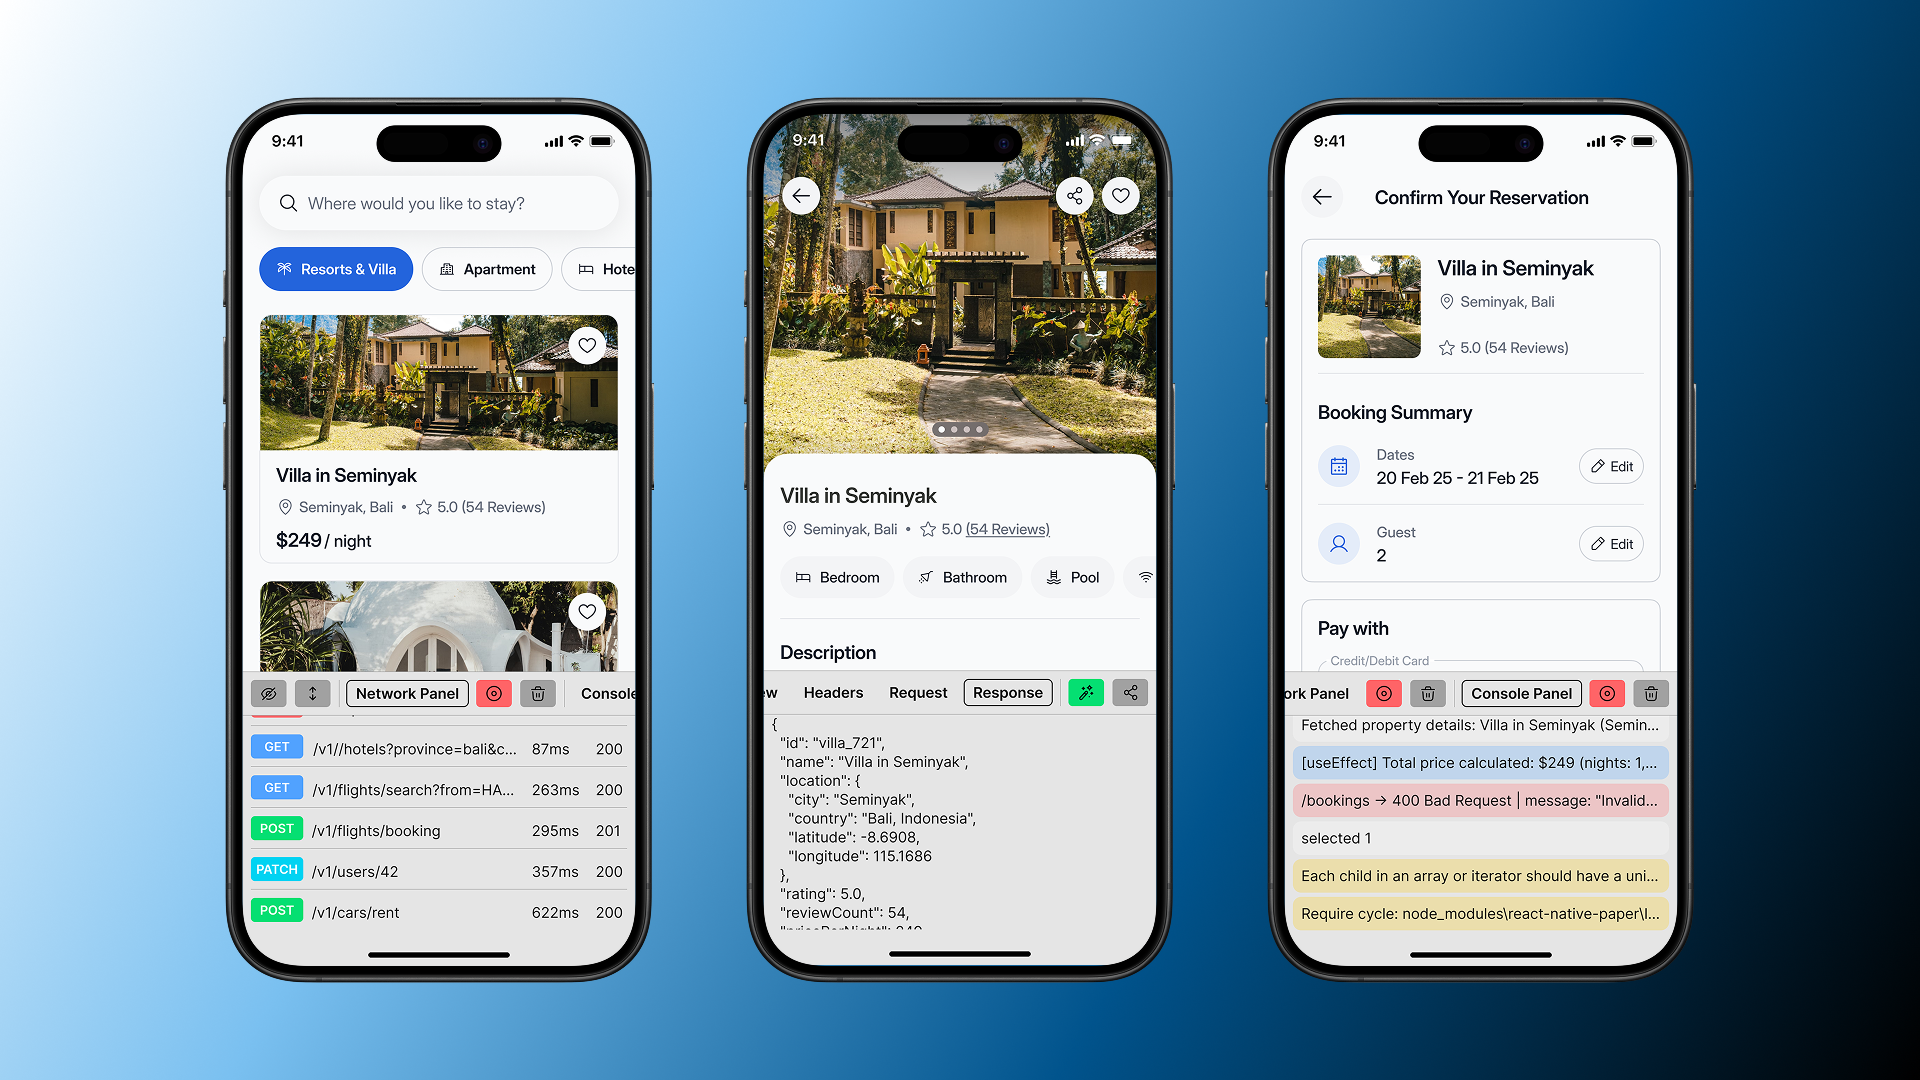 9:41
Where would you like to stay?
Resorts & Villa
Apartment
Hote
Villa in Seminyak
Seminyak, Bali • 5.0 (54 Reviews)
$249 / night
Network Panel
Console
GET /v1//hotels?province=bali&c... 87ms 200
GET /v1/flights/search?from=HA... 263ms 200
POST /v1/flights/booking 295ms 201
PATCH /v1/users/42 357ms 200
POST /v1/cars/rent 622ms 200
9:41
Villa in Seminyak
Seminyak, Bali • 5.0 (54 Reviews)
Bedroom
Bathroom
Pool
Description
ew
Headers
Request
Response
{
"id": "villa_721",
"name": "Villa in Seminyak",
"location": {
"city": "Seminyak",
"country": "Bali, Indonesia",
"latitude": -8.6908,
"longitude": 115.1686
},
"rating": 5.0,
"reviewCount": 54,
9:41
Confirm Your Reservation
Villa in Seminyak
Seminyak, Bali
5.0 (54 Reviews)
Booking Summary
Dates
20 Feb 25 - 21 Feb 25
Edit
Guest
2
Edit
Pay with
Credit/Debit Card
ork Panel
Console Panel
Fetched property details: Villa in Seminyak (Semin...
[useEffect] Total price calculated: $249 (nights: 1,...
/bookings → 400 Bad Request | message: "Invalid...
selected 1
Each child in an array or iterator should have a uni...
Require cycle: node_modules\react-native-paper\l...